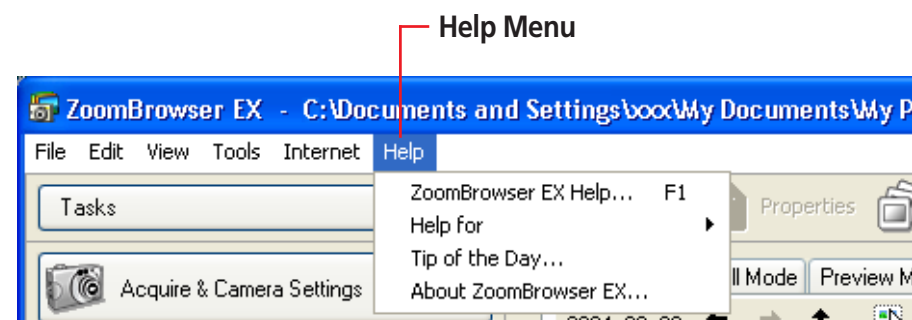 Help Menu
ZoomBrowser EX - C:\Documents and Settings\xxx\My Documents\My P
File Edit View Tools Internet Help
ZoomBrowser EX Help... F1
Tasks
Properties
Help for
Tip of the Day...
ll Mode Preview M
Acquire & Camera Settings
About ZoomBrowser EX...